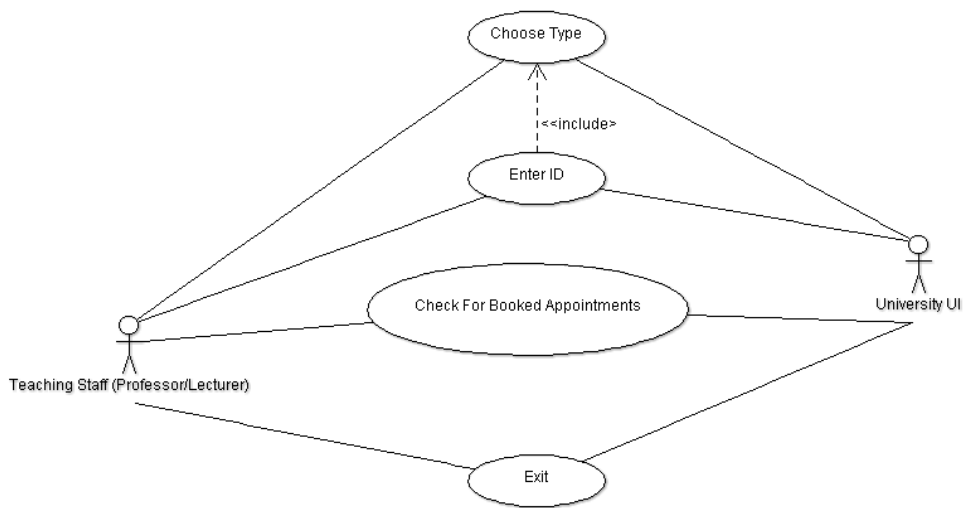 Choose Type
<<include>
Enter ID
University UI
Check For Booked Appointments
Teaching Staff (Professor/Lecturer)
Exit